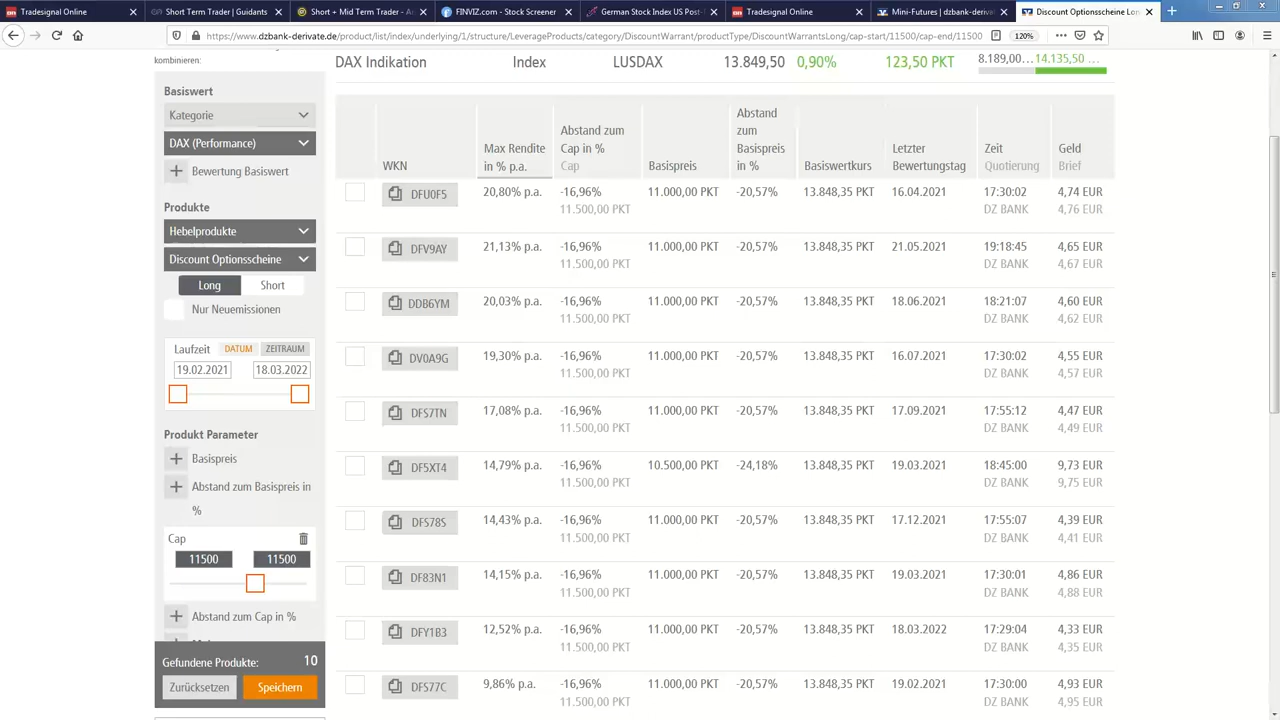 Tradesignal Online
Short Term Trader | Guidants
Short + Mid Term Trader - A
FINVIZ.com - Stock Screener
German Stock Index US Post
Tradesignal Online
Mini-Futures | dzbank-derivate
Discount Optionsscheine Lon
https://www.dzbank-derivate.de/product/list/index/underlying/1/structure/LeverageProducts/category/DiscountWarrant/productType/DiscountWarrantsLong/cap-start/11500/cap-end/11500
120%
kombinieren:
Basiswert
Kategorie
DAX (Performance)
Bewertung Basiswert
Produkte
Hebelprodukte
Discount Optionsscheine
Long Short
Nur Neuemissionen
Laufzeit DATUM ZEITRAUM
19.02.2021 18.03.2022
Produkt Parameter
Basispreis
Abstand zum Basispreis in
%
Cap
11500 11500
Abstand zum Cap in %
Gefundene Produkte: 10
Zurücksetzen Speichern
DAX Indikation Index LUSDAX 13.849,50 0,90% 123,50 PKT 8.189,00... 14.135,50 ...
WKN
Max Rendite
in % p.a.
Abstand zum
Cap in %
Cap
Basispreis
Abstand
zum
Basispreis
in %
Basiswertkurs
Letzter
Bewertungstag
Zeit
Quotierung
Geld
Brief
DFU0F5 20,80% p.a. -16,96% 11.000,00 PKT -20,57% 13.848,35 PKT 16.04.2021 17:30:02 4,74 EUR
11.500,00 PKT DZ BANK 4,76 EUR
DFV9AY 21,13% p.a. -16,96% 11.000,00 PKT -20,57% 13.848,35 PKT 21.05.2021 19:18:45 4,65 EUR
11.500,00 PKT DZ BANK 4,67 EUR
DDB6YM 20,03% p.a. -16,96% 11.000,00 PKT -20,57% 13.848,35 PKT 18.06.2021 18:21:07 4,60 EUR
11.500,00 PKT DZ BANK 4,62 EUR
DV0A9G 19,30% p.a. -16,96% 11.000,00 PKT -20,57% 13.848,35 PKT 16.07.2021 17:30:02 4,55 EUR
11.500,00 PKT DZ BANK 4,57 EUR
DFS7TN 17,08% p.a. -16,96% 11.000,00 PKT -20,57% 13.848,35 PKT 17.09.2021 17:55:12 4,47 EUR
11.500,00 PKT DZ BANK 4,49 EUR
DF5XT4 14,79% p.a. -16,96% 10.500,00 PKT -24,18% 13.848,35 PKT 19.03.2021 18:45:00 9,73 EUR
11.500,00 PKT DZ BANK 9,75 EUR
DFS78S 14,43% p.a. -16,96% 11.000,00 PKT -20,57% 13.848,35 PKT 17.12.2021 17:55:07 4,39 EUR
11.500,00 PKT DZ BANK 4,41 EUR
DF83N1 14,15% p.a. -16,96% 11.000,00 PKT -20,57% 13.848,35 PKT 19.03.2021 17:30:01 4,86 EUR
11.500,00 PKT DZ BANK 4,88 EUR
DFY1B3 12,52% p.a. -16,96% 11.000,00 PKT -20,57% 13.848,35 PKT 18.03.2022 17:29:04 4,33 EUR
11.500,00 PKT DZ BANK 4,35 EUR
DFS77C 9,86% p.a. -16,96% 11.000,00 PKT -20,57% 13.848,35 PKT 19.02.2021 17:30:00 4,93 EUR
11.500,00 PKT DZ BANK 4,95 EUR